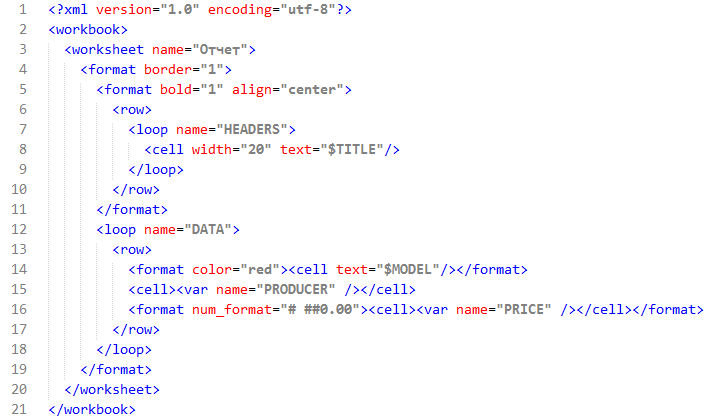 1 <?xml version="1.0" encoding="utf-8"?>
2 <workbook>
3   <worksheet name="Отчет">
4     <format border="1">
5       <format bold="1" align="center">
6         <row>
7           <loop name="HEADERS">
8             <cell width="20" text="$TITLE"/>
9           </loop>
10         </row>
11       </format>
12       <loop name="DATA">
13         <row>
14           <format color="red"><cell text="$MODEL"/></format>
15           <cell><var name="PRODUCER" /></cell>
16           <format num_format="# ##0.00"><cell><var name="PRICE" /></cell></format>
17         </row>
18       </loop>
19     </format>
20   </worksheet>
21 </workbook>